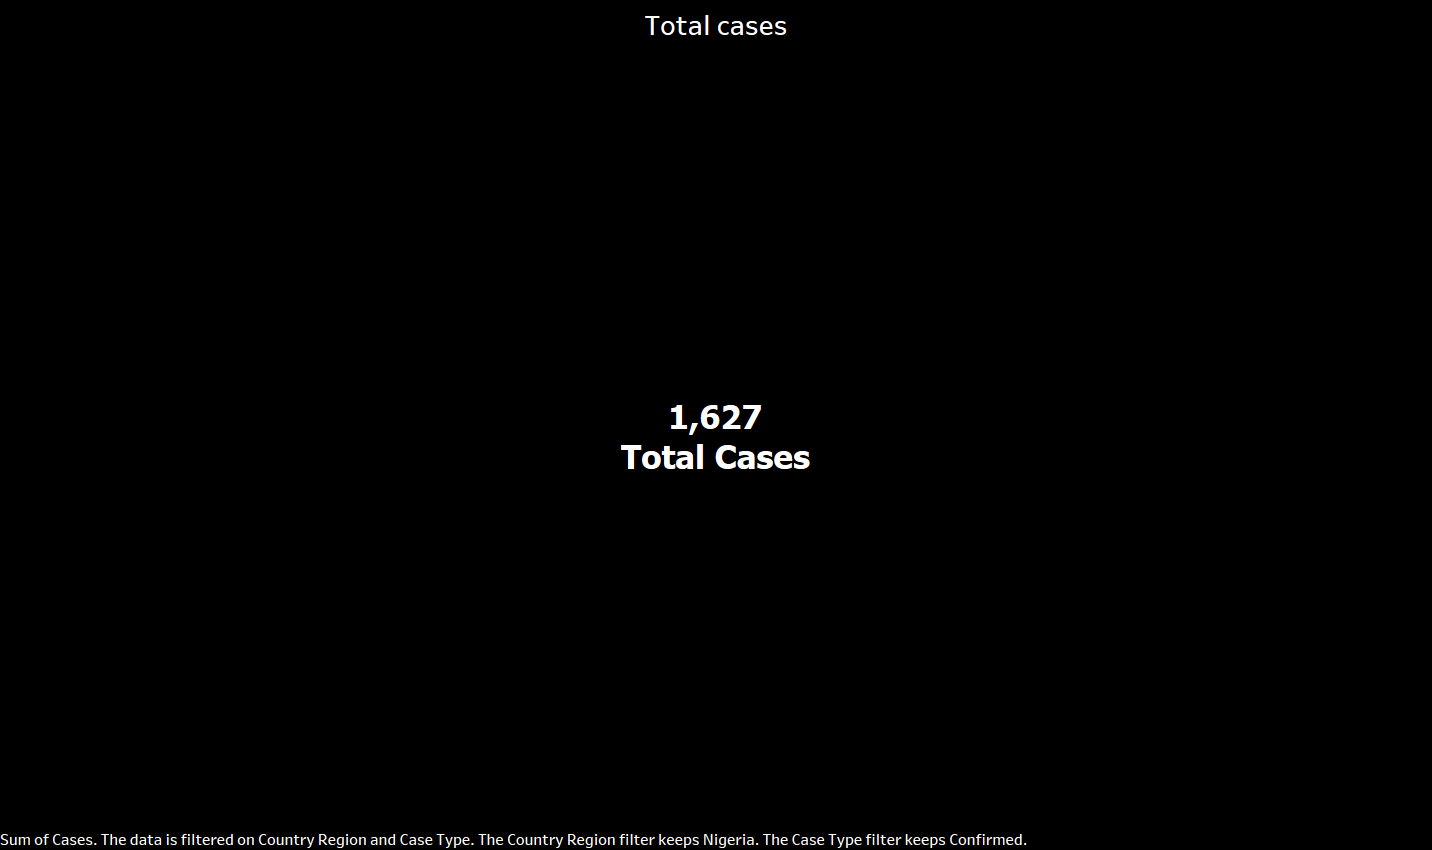 Total cases
1,627
Total Cases
Sum of Cases. The data is filtered on Country Region and Case Type. The Country Region filter keeps Nigeria. The Case Type filter keeps Confirmed.